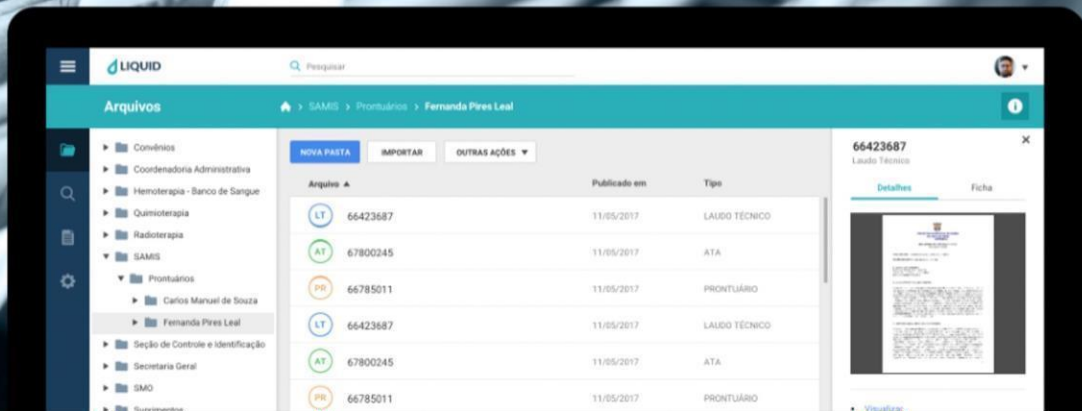 LIQUID
Pesquisar
Arquivos
SAMIS > Prontuários > Fernanda Pires Leal
Convênios
Coordenadoria Administrativa
Hemoterapia - Banco de Sangue
Quimioterapia
Radioterapia
SAMIS
Prontuários
Carlos Manuel de Souza
Fernanda Pires Leal
Seção de Controle e Identificação
Secretaria Geral
SMO
Suprimentos
NOVA PASTA IMPORTAR OUTRAS AÇÕES
Arquivo Publicado em Tipo
LT 66423687 11/05/2017 LAUDO TÉCNICO
AT 67800245 11/05/2017 ATA
PR 66785011 11/05/2017 PRONTUÁRIO
LT 66423687 11/05/2017 LAUDO TÉCNICO
AT 67800245 11/05/2017 ATA
PR 66785011 11/05/2017 PRONTUÁRIO
66423687
Laudo Técnico
Detalhes Ficha
Visualizar